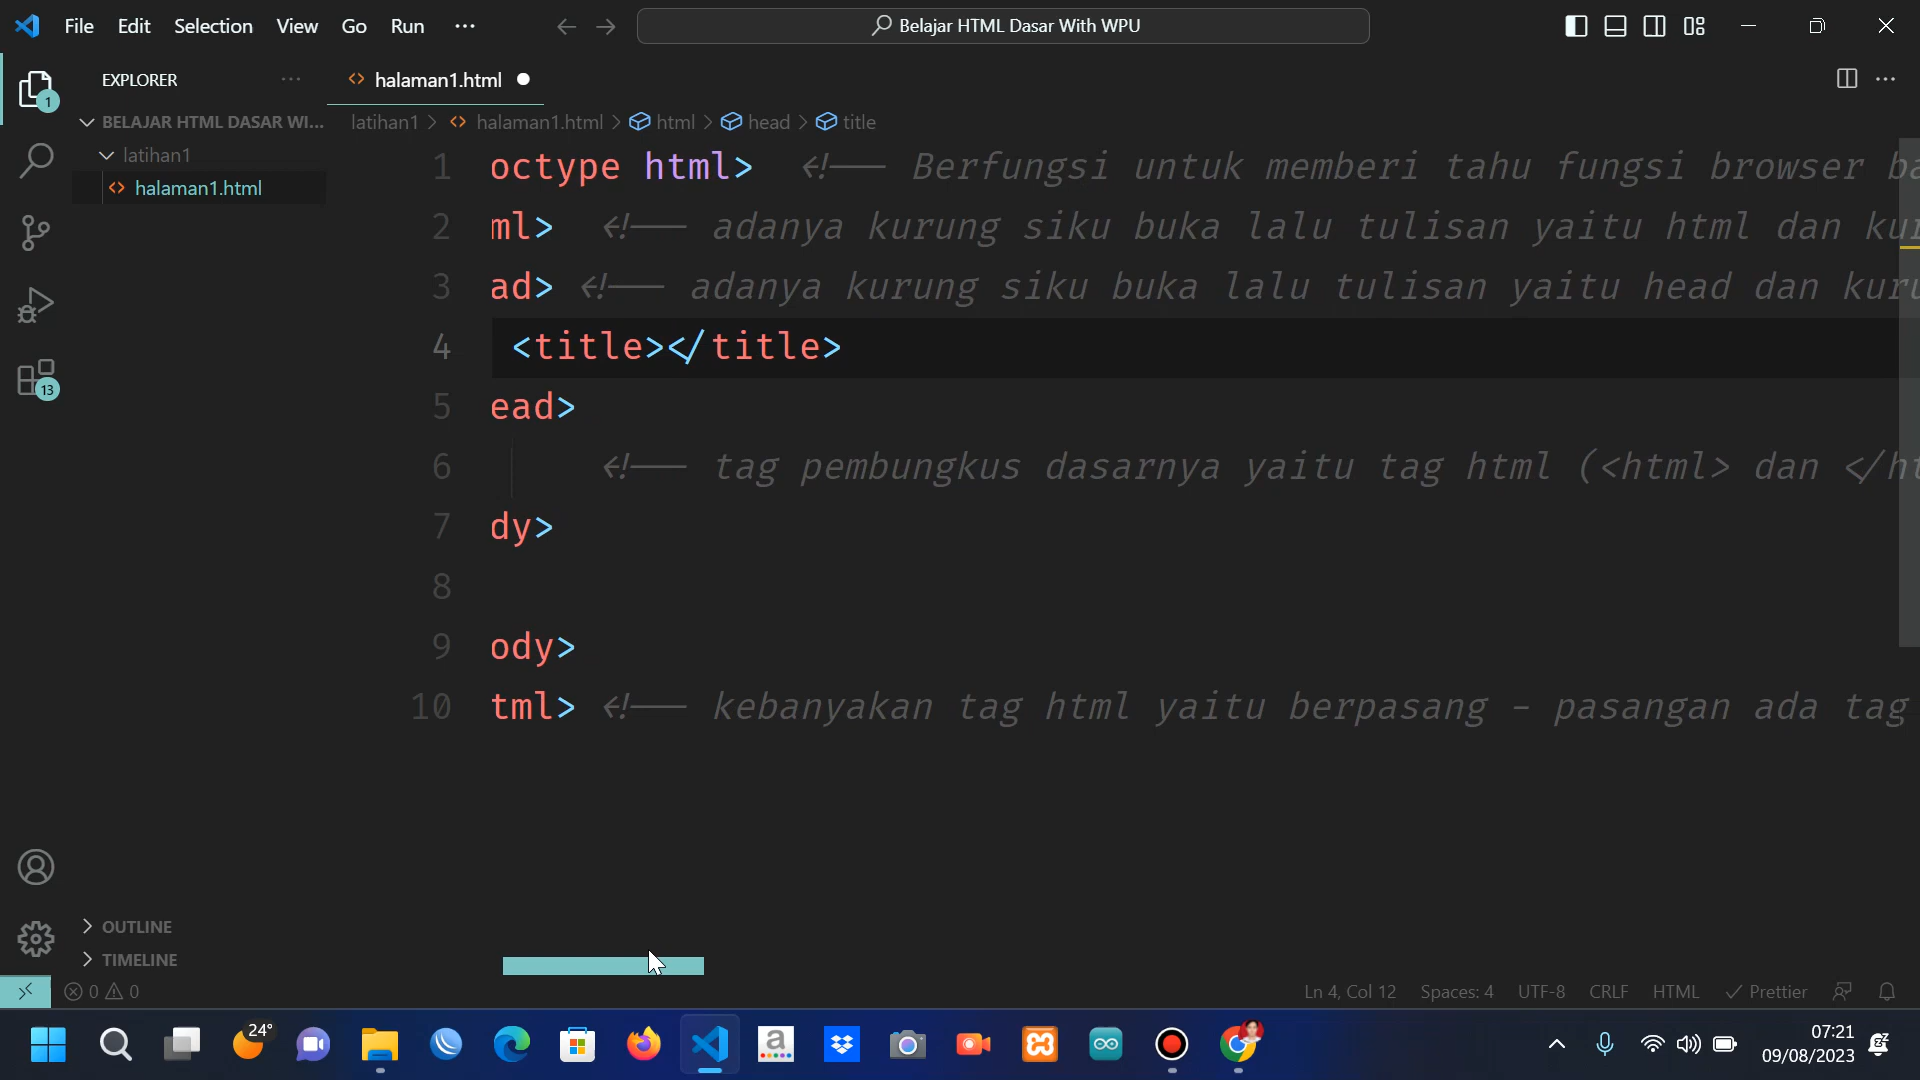 File Edit Selection View Go Run ···
Belajar HTML Dasar With WPU
EXPLORER ···
halaman1.html
1
BELAJAR HTML DASAR WI...
latihan1 > halaman1.html > html > head > title
latihan1
halaman1.html
1 octype html> <!-- Berfungsi untuk memberi tahu fungsi browser ba
2 ml> <!-- adanya kurung siku buka lalu tulisan yaitu html dan kur
3 ad> <!-- adanya kurung siku buka lalu tulisan yaitu head dan kuru
4 <title></title>
5 ead>
6 <!-- tag pembungkus dasarnya yaitu tag html (<html> dan </ht
7 dy>
8
9 ody>
10 tml> <!-- kebanyakan tag html yaitu berpasang - pasangan ada tag
13
OUTLINE
TIMELINE
0 0
Ln 4, Col 12 Spaces: 4 UTF-8 CRLF HTML Prettier
24°
a
07:21
09/08/2023